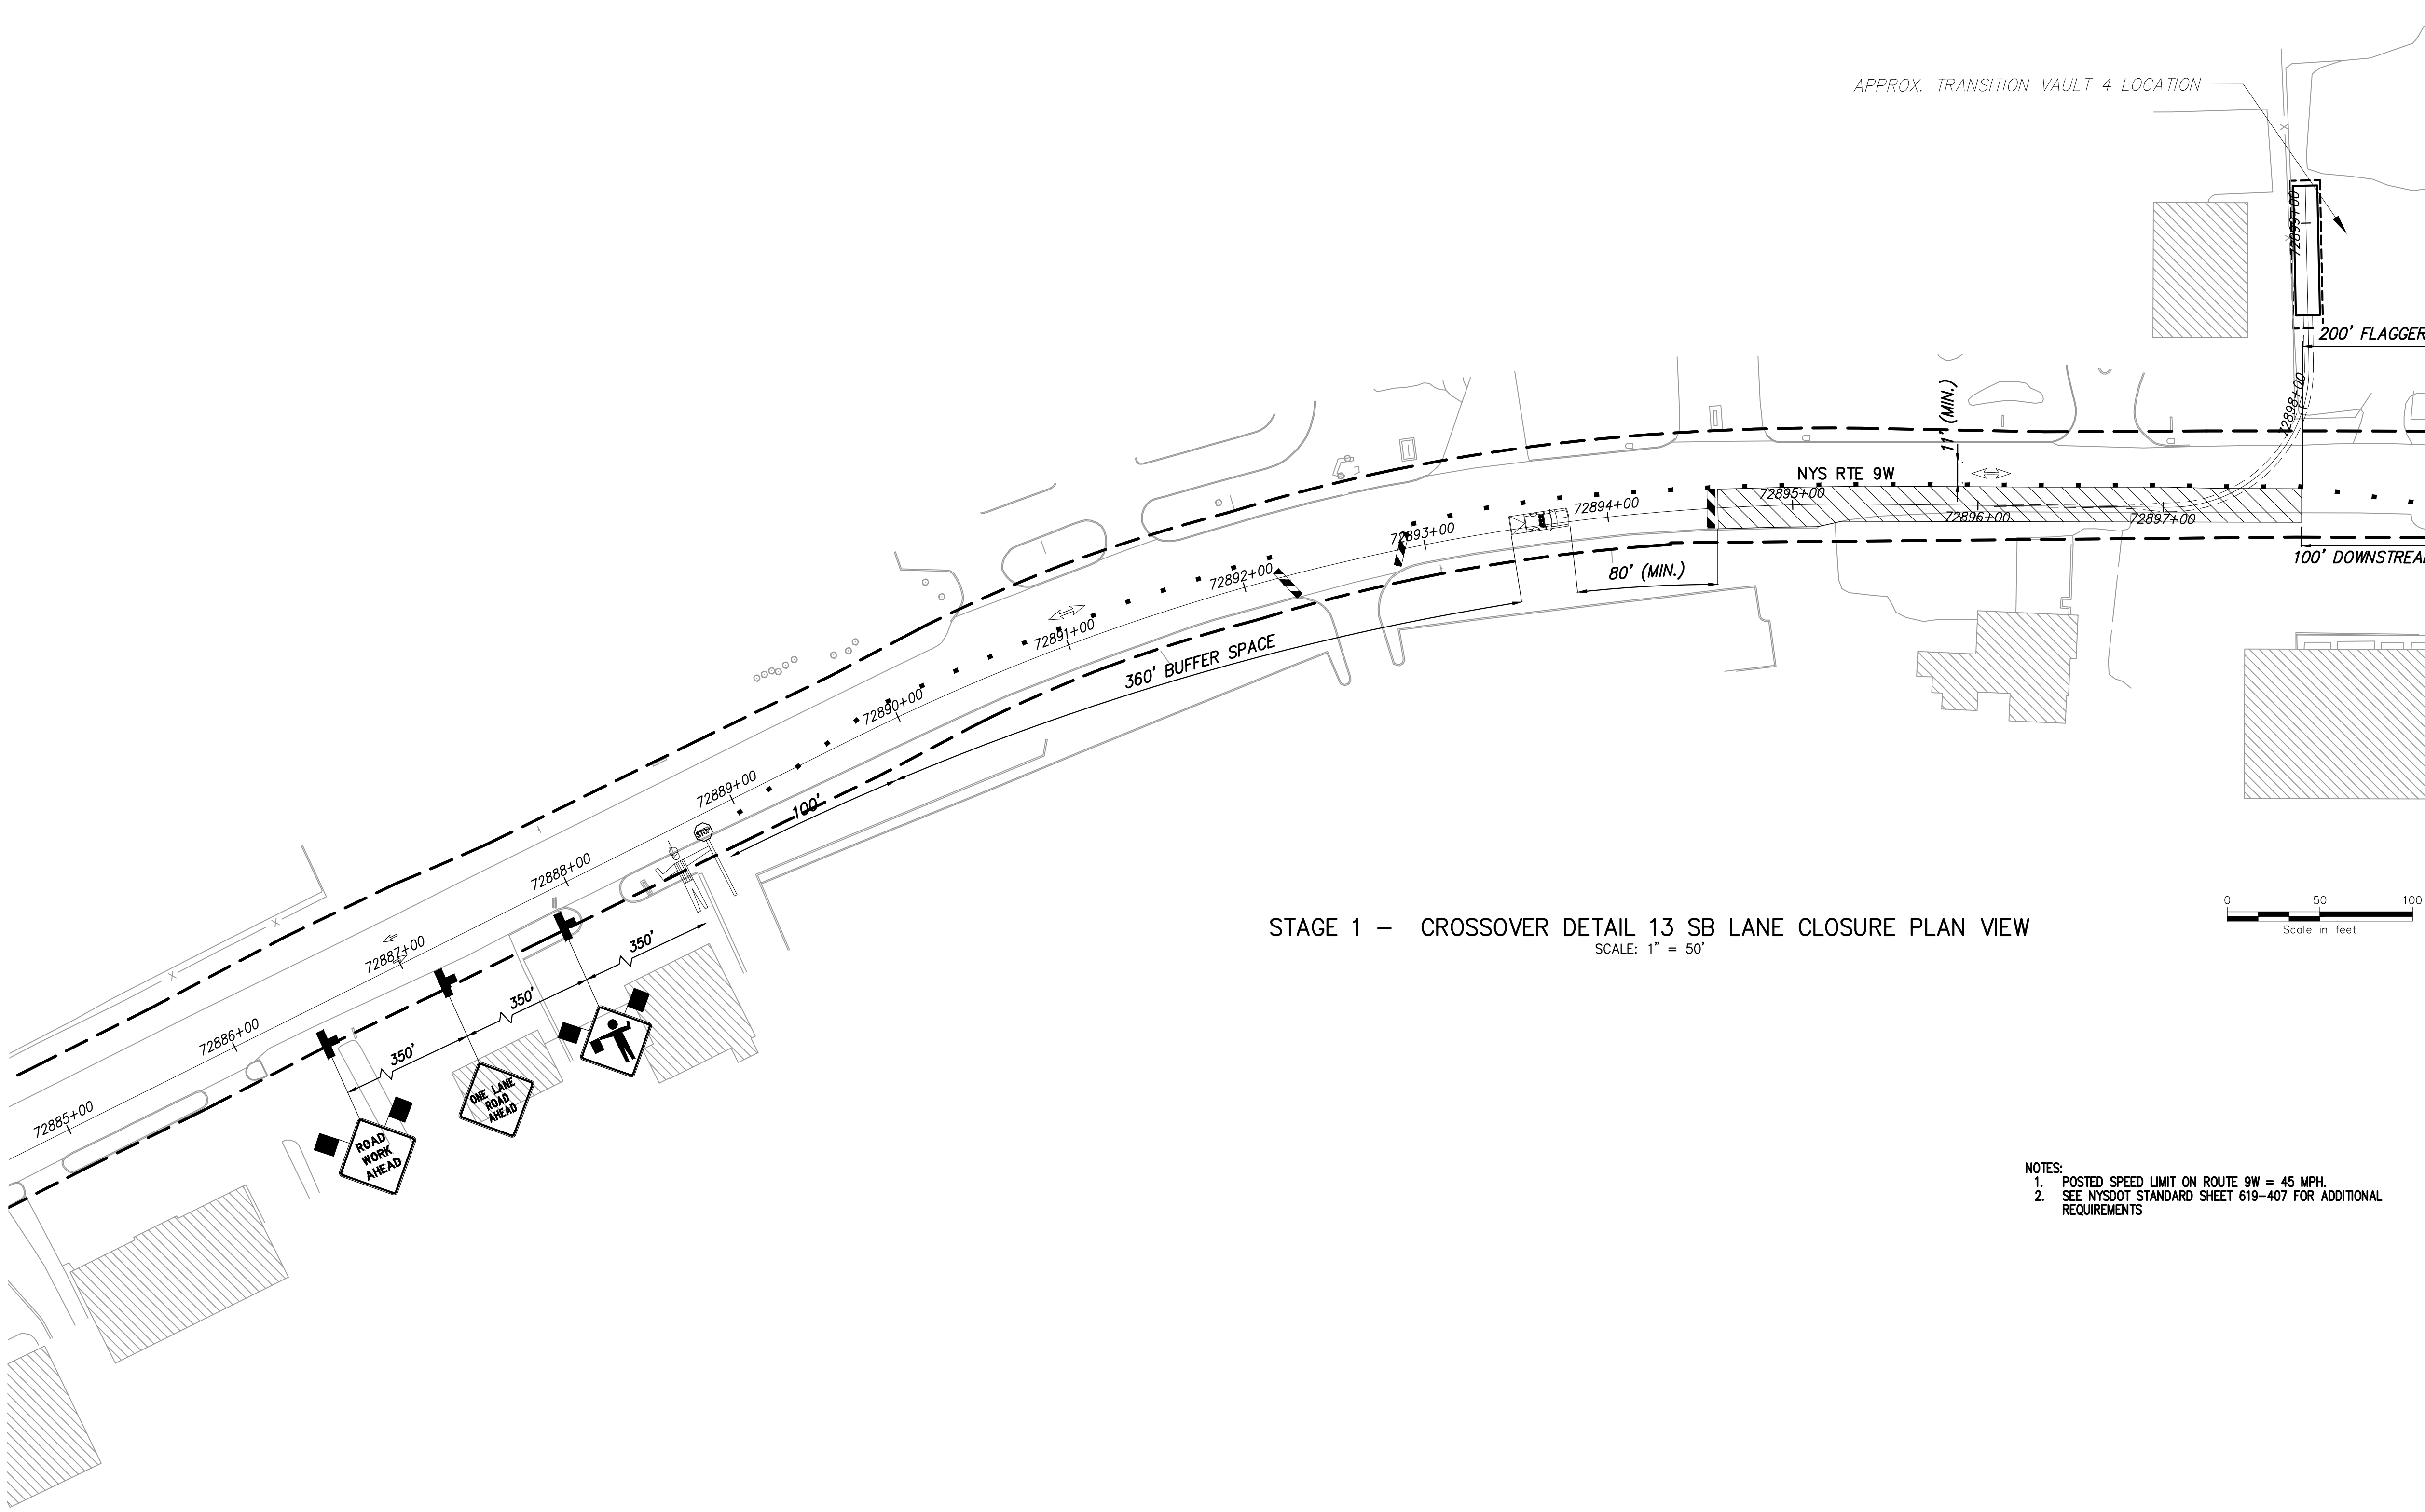 APPROX. TRANSITION VAULT 4 LOCATION
72899+00
200' FLAGGER
72898+00
11' (MIN.)
NYS RTE 9W
72895+00
72896+00
72897+00
72894+00
72893+00
100' DOWNSTREA
80' (MIN.)
72892+00
72891+00
360' BUFFER SPACE
72890+00
72889+00
100'
STOP
72888+00
72887+00
72886+00
72885+00
350'
350'
350'
ONE LANE
ROAD
AHEAD
ROAD
WORK
AHEAD
STAGE 1 - CROSSOVER DETAIL 13 SB LANE CLOSURE PLAN VIEW
SCALE: 1" = 50'
0 50 100
Scale in feet
NOTES:
1. POSTED SPEED LIMIT ON ROUTE 9W = 45 MPH.
2. SEE NYSDOT STANDARD SHEET 619-407 FOR ADDITIONAL
REQUIREMENTS